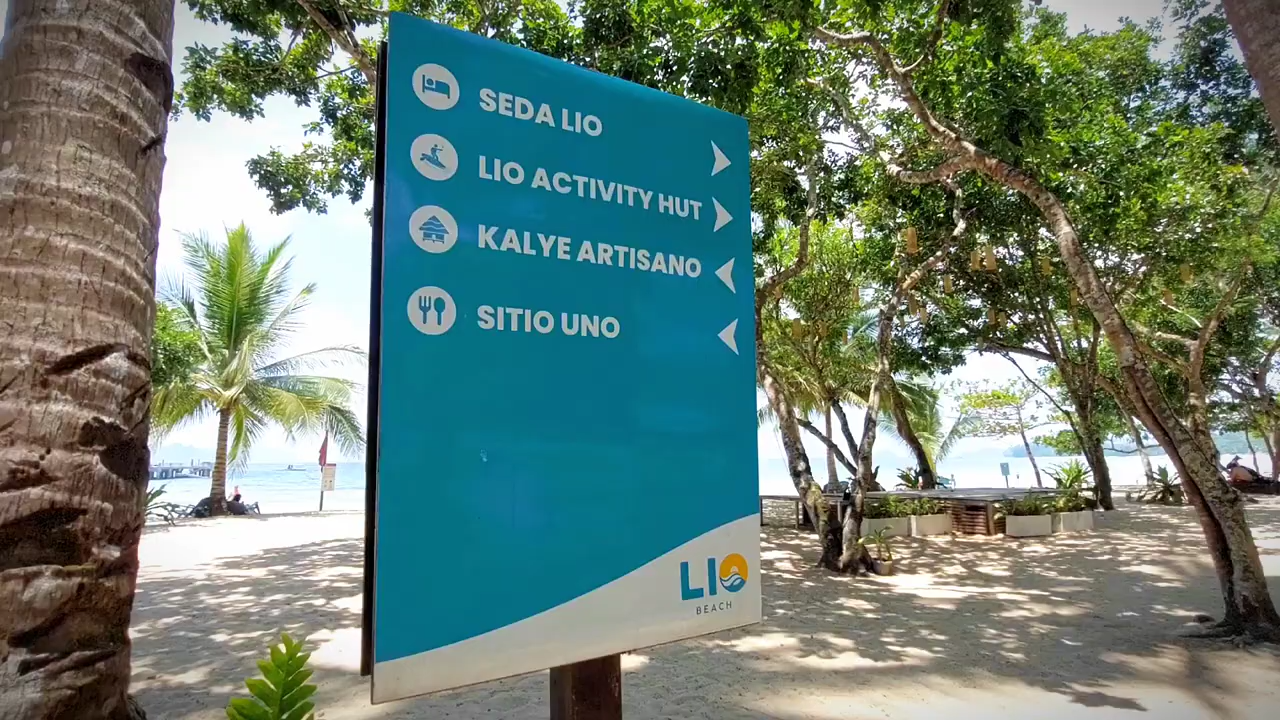 SEDA LIO
LIO ACTIVITY HUT
KALYE ARTISANO
SITIO UNO
LIO
BEACH